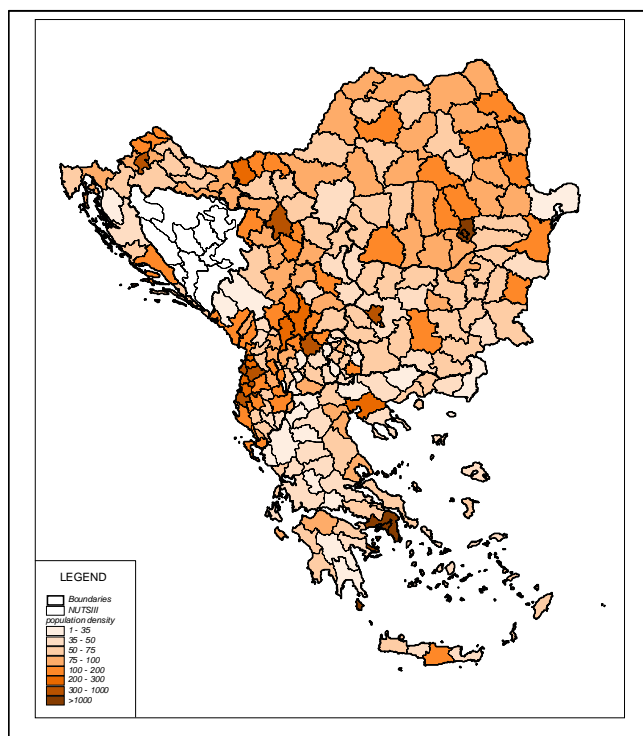 LEGEND
Boundaries
NUTSIII
population density
1 - 35
35 - 50
50 - 75
75 - 100
100 - 200
200 - 300
300 - 1000
>1000